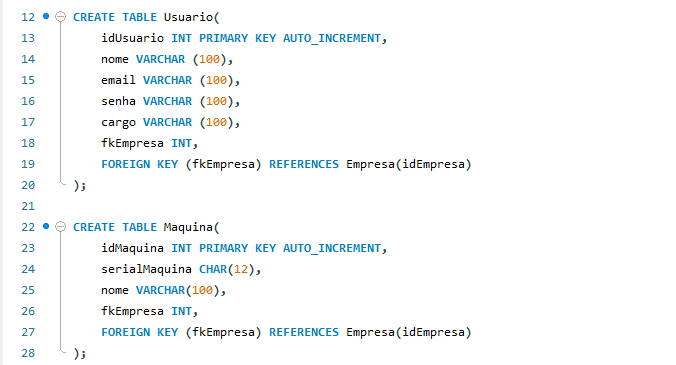 12 CREATE TABLE Usuario(
13 idUsuario INT PRIMARY KEY AUTO_INCREMENT,
14 nome VARCHAR (100),
15 email VARCHAR (100),
16 senha VARCHAR (100),
17 cargo VARCHAR (100),
18 fkEmpresa INT,
19 FOREIGN KEY (fkEmpresa) REFERENCES Empresa(idEmpresa)
20 );
21
22 CREATE TABLE Maquina(
23 idMaquina INT PRIMARY KEY AUTO_INCREMENT,
24 serialMaquina CHAR(12),
25 nome VARCHAR(100),
26 fkEmpresa INT,
27 FOREIGN KEY (fkEmpresa) REFERENCES Empresa(idEmpresa)
28 );